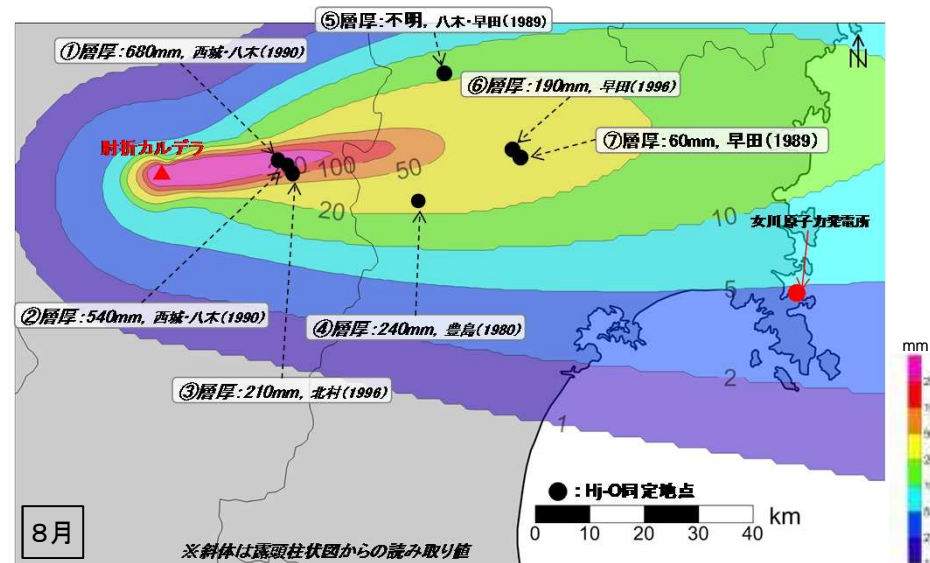 ⑤層厚:不明, 八木・早田(1989)
①層厚:680mm, 西城・八木(1990)
N
⑥層厚:190mm, 早田(1996)
肘折カルデラ
⑦層厚:60mm, 早田(1989)
100
50
20
10
女川原子力発電所
5
②層厚:540mm, 西城・八木(1990)
④層厚:240mm, 豊島(1980)
mm
③層厚:210mm, 北村(1996)
2
1
●:Hj-O同定地点
km
0 10 20 30 40
8月
※斜体は露頭柱状図からの読み取り値